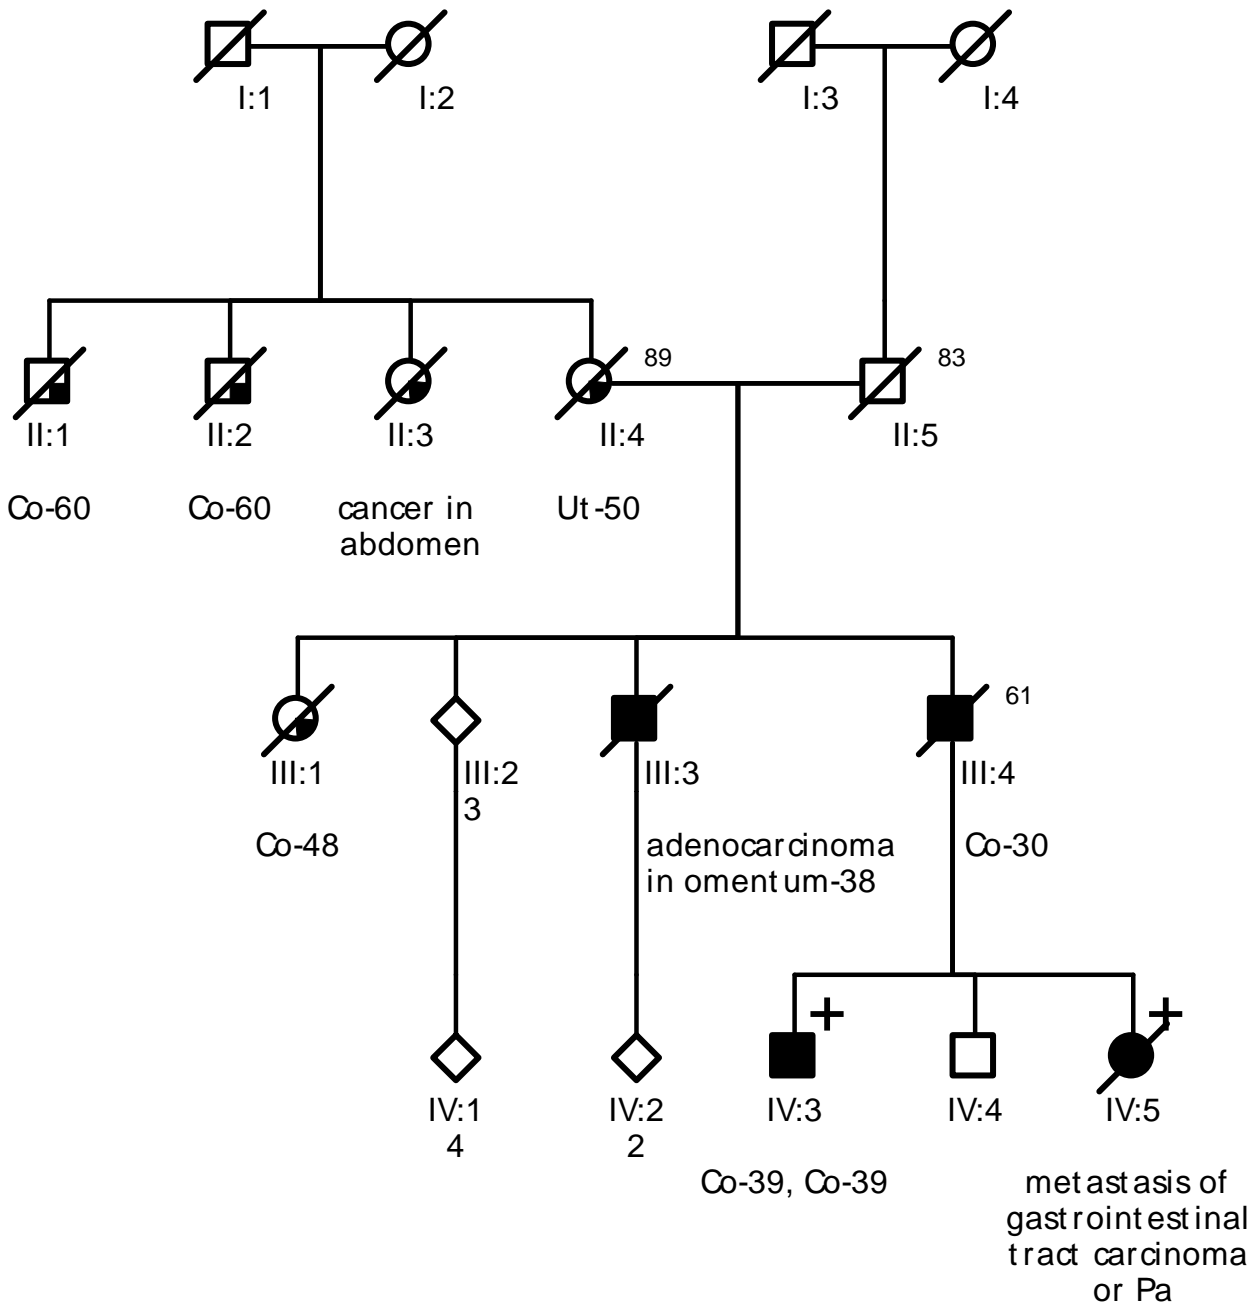 I:1
I:2
I:3
I:4
89
83
II:1
II:2
II:3
II:4
II:5
Co-60
Co-60
cancer in
abdomen
Ut-50
61
III:1
III:2
3
III:3
III:4
Co-48
adenocarcinoma
in omentum-38
Co-30
+
+
IV:1
4
IV:2
2
IV:3
IV:4
IV:5
Co-39, Co-39
metastasis of
gastrointestinal
tract carcinoma
or Pa